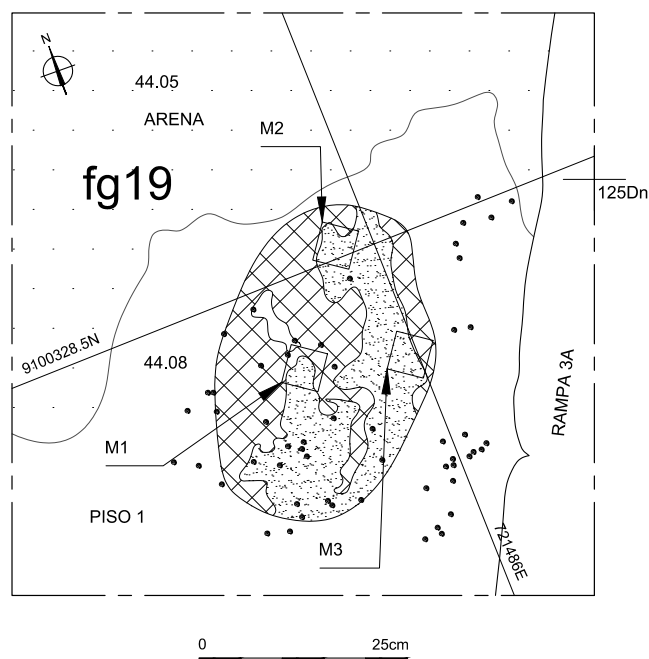 N
44.05
ARENA
M2
fg19
125Dn
9100328.5N
44.08
RAMPA 3A
M1
PISO 1
M3
721486E
0 25cm